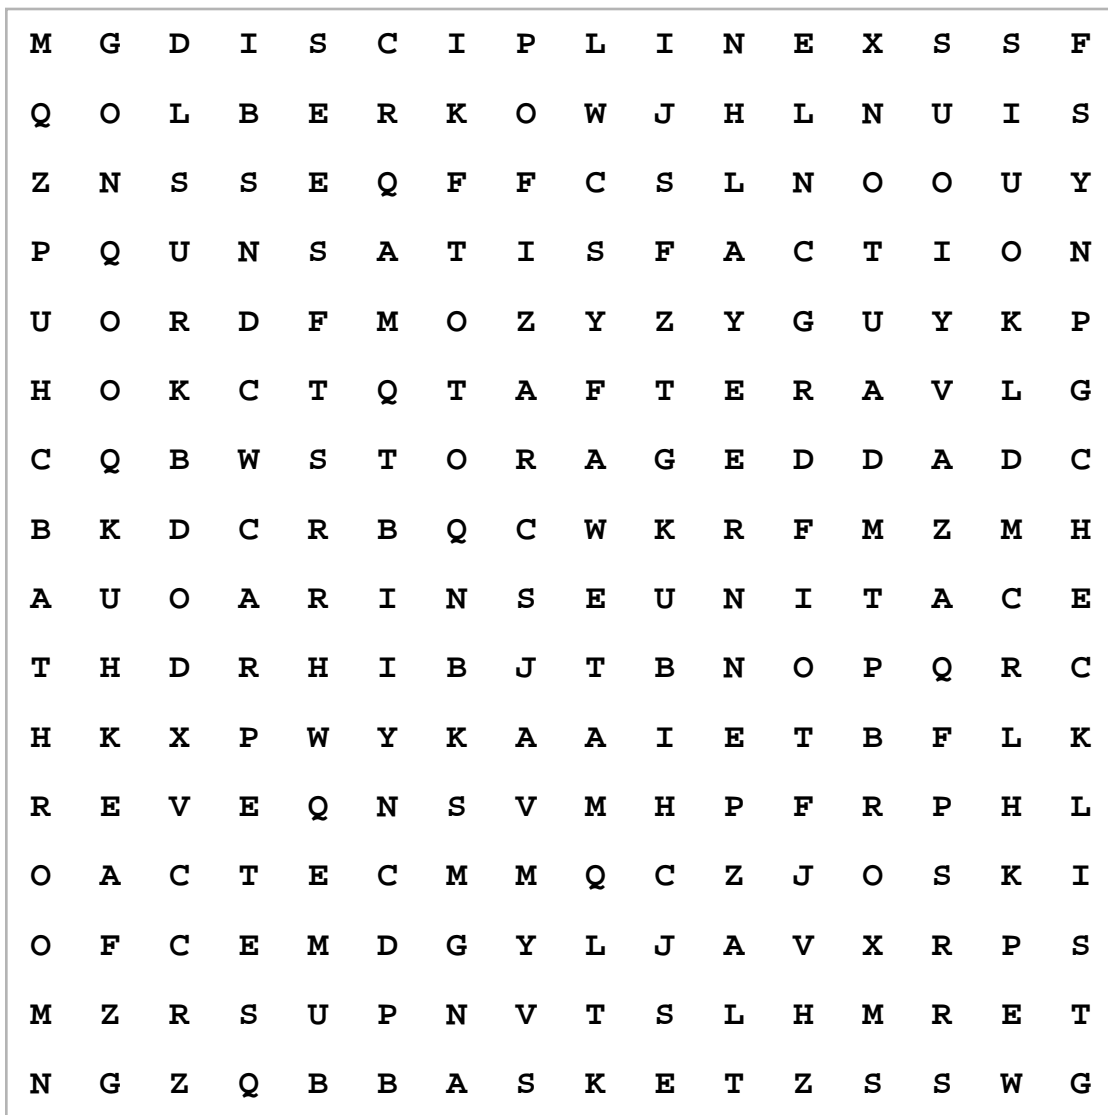 M G D I S C I P L I N E X S S F
Q O L B E R K O W J H L N U I S
Z N S S E Q F F C S L N O O U Y
P Q U N S A T I S F A C T I O N
U O R D F M O Z Y Z Y G U Y K P
H O K C T Q T A F T E R A V L G
C Q B W S T O R A G E D D A D C
B K D C R B Q C W K R F M Z M H
A U O A R I N S E U N I T A C E
T H D R H I B J T B N O P Q R C
H K X P W Y K A A I E T B F L K
R E V E Q N S V M H P F R P H L
O A C T E C M M Q C Z J O S K I
O F C E M D G Y L J A V X R P S
M Z R S U P N V T S L H M R E T
N G Z Q B B A S K E T Z S S W G